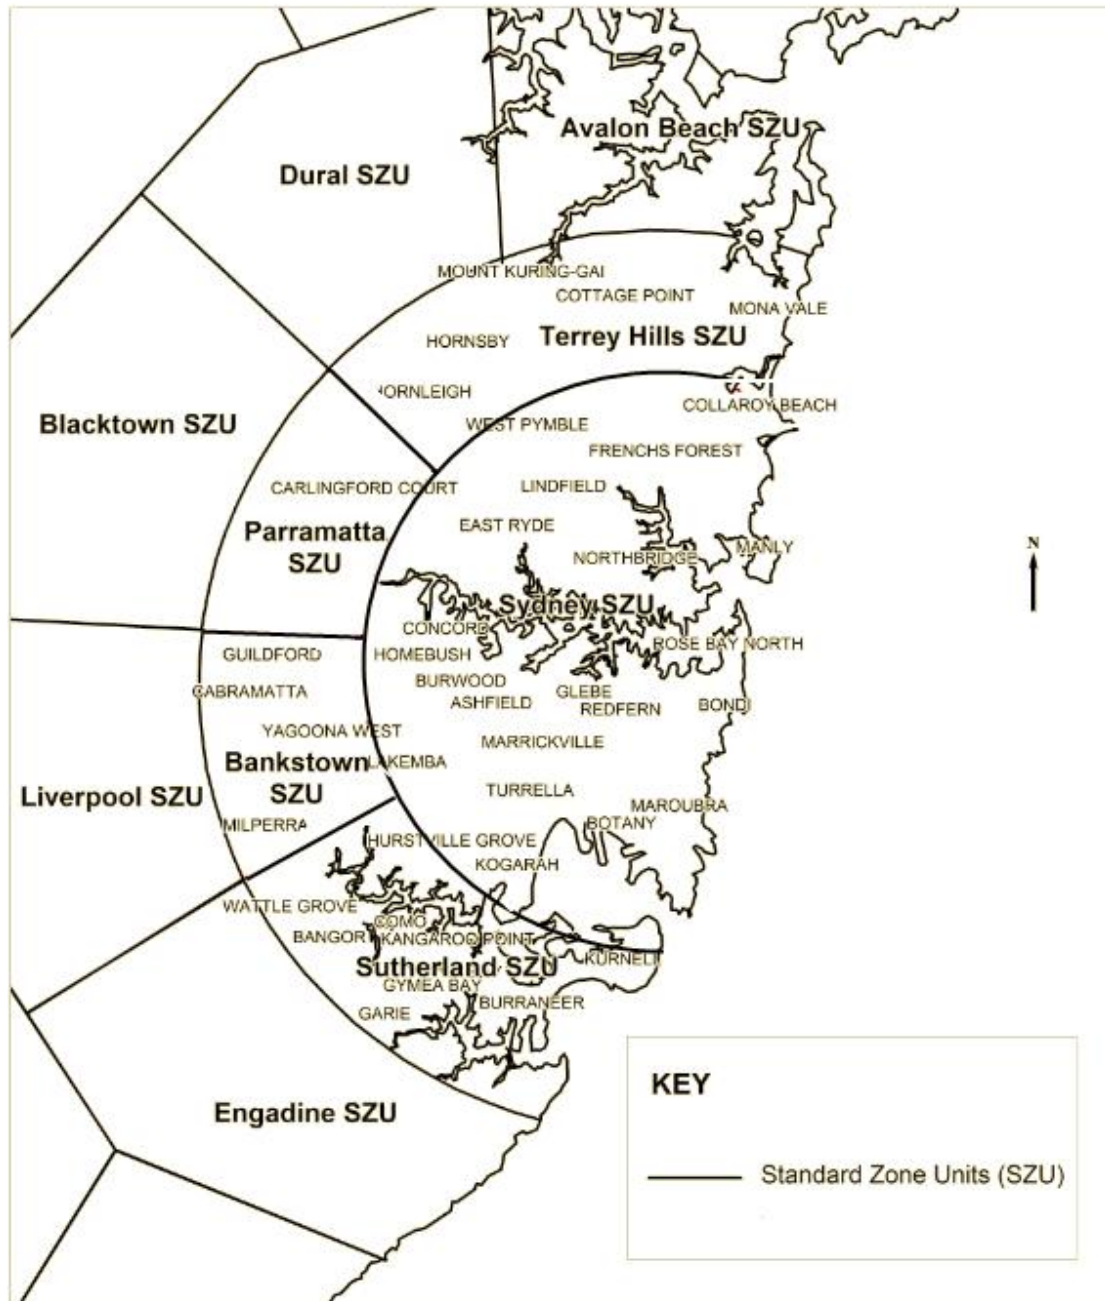 Avalon Beach SZU
Dural SZU
MOUNT KURING-GAI
COTTAGE POINT
MONA VALE
HORNSBY
Terrey Hills SZU
ORNLEIGH
COLLAROY BEACH
Blacktown SZU
WEST PYMBLE
FRENCHS FOREST
CARLINGFORD COURT
LINDFIELD
EAST RYDE
Parramatta
SZU
NORTHBRIDGE
MANLY
N
Sydney SZU
CONCORD
ROSE BAY NORTH
GUILDFORD
HOMEBUSH
BURWOOD
CABRAMATTA
ASHFIELD
GLEBE
REDFERN
BONDI
YAGOONA WEST
MARRICKVILLE
Bankstown
SZU
LAKEMBA
Liverpool SZU
TURRELLA
MAROUBRA
MILPERRA
BOTANY
HURSTVILLE GROVE
KOGARAH
WATTLE GROVE
COMO
BANGOR
KANGAROO POINT
KURNELL
Sutherland SZU
GYMEA BAY
BURRANEER
GARIE
Engadine SZU
KEY
Standard Zone Units (SZU)